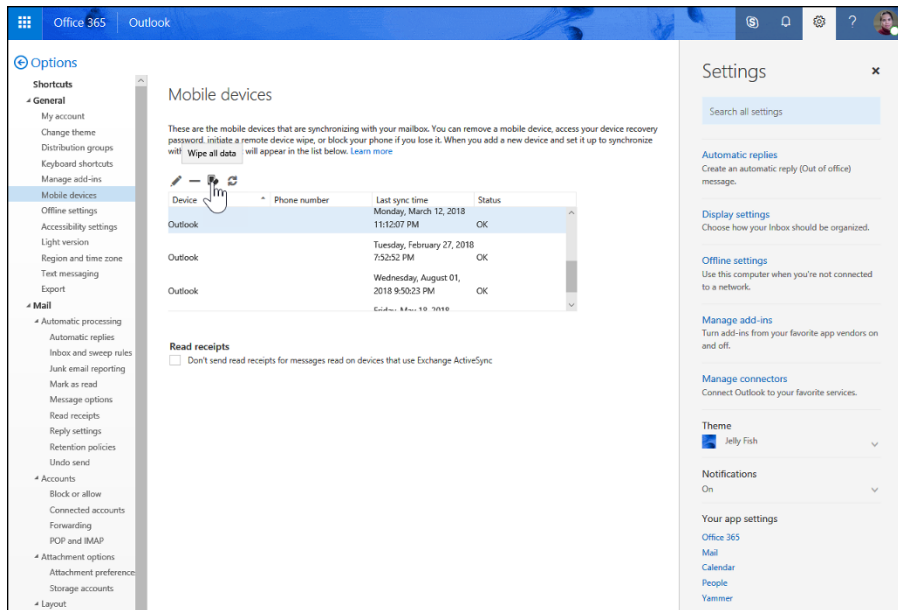 Office 365 Outlook
Options
Shortcuts
General
My account
Change theme
Distribution groups
Keyboard shortcuts
Manage add-ins
Mobile devices
Offline settings
Accessibility settings
Light version
Region and time zone
Text messaging
Export
Mail
Automatic processing
Automatic replies
Inbox and sweep rules
Junk email reporting
Mark as read
Message options
Read receipts
Reply settings
Retention policies
Undo send
Accounts
Block or allow
Connected accounts
Forwarding
POP and IMAP
Attachment options
Attachment preference
Storage accounts
Layout
Mobile devices
These are the mobile devices that are synchronizing with your mailbox. You can remove a mobile device, access your device recovery
password, initiate a remote device wipe, or block your phone if you lose it. When you add a new device and set it up to synchronize
will appear in the list below. Learn more
Wipe all data
Device Phone number Last sync time Status
Monday, March 12, 2018
Outlook 11:12:07 PM OK
Tuesday, February 27, 2018
Outlook 7:52:52 PM OK
Wednesday, August 01,
Outlook 2018 9:50:23 PM OK
Friday, May 18, 2018
Read receipts
Don't send read receipts for messages read on devices that use Exchange ActiveSync
Settings
Search all settings
Automatic replies
Create an automatic reply (Out of office)
message.
Display settings
Choose how your Inbox should be organized.
Offline settings
Use this computer when you're not connected
to a network.
Manage add-ins
Turn add-ins from your favorite app vendors on
and off.
Manage connectors
Connect Outlook to your favorite services.
Theme
Jelly Fish
Notifications
On
Your app settings
Office 365
Mail
Calendar
People
Yammer